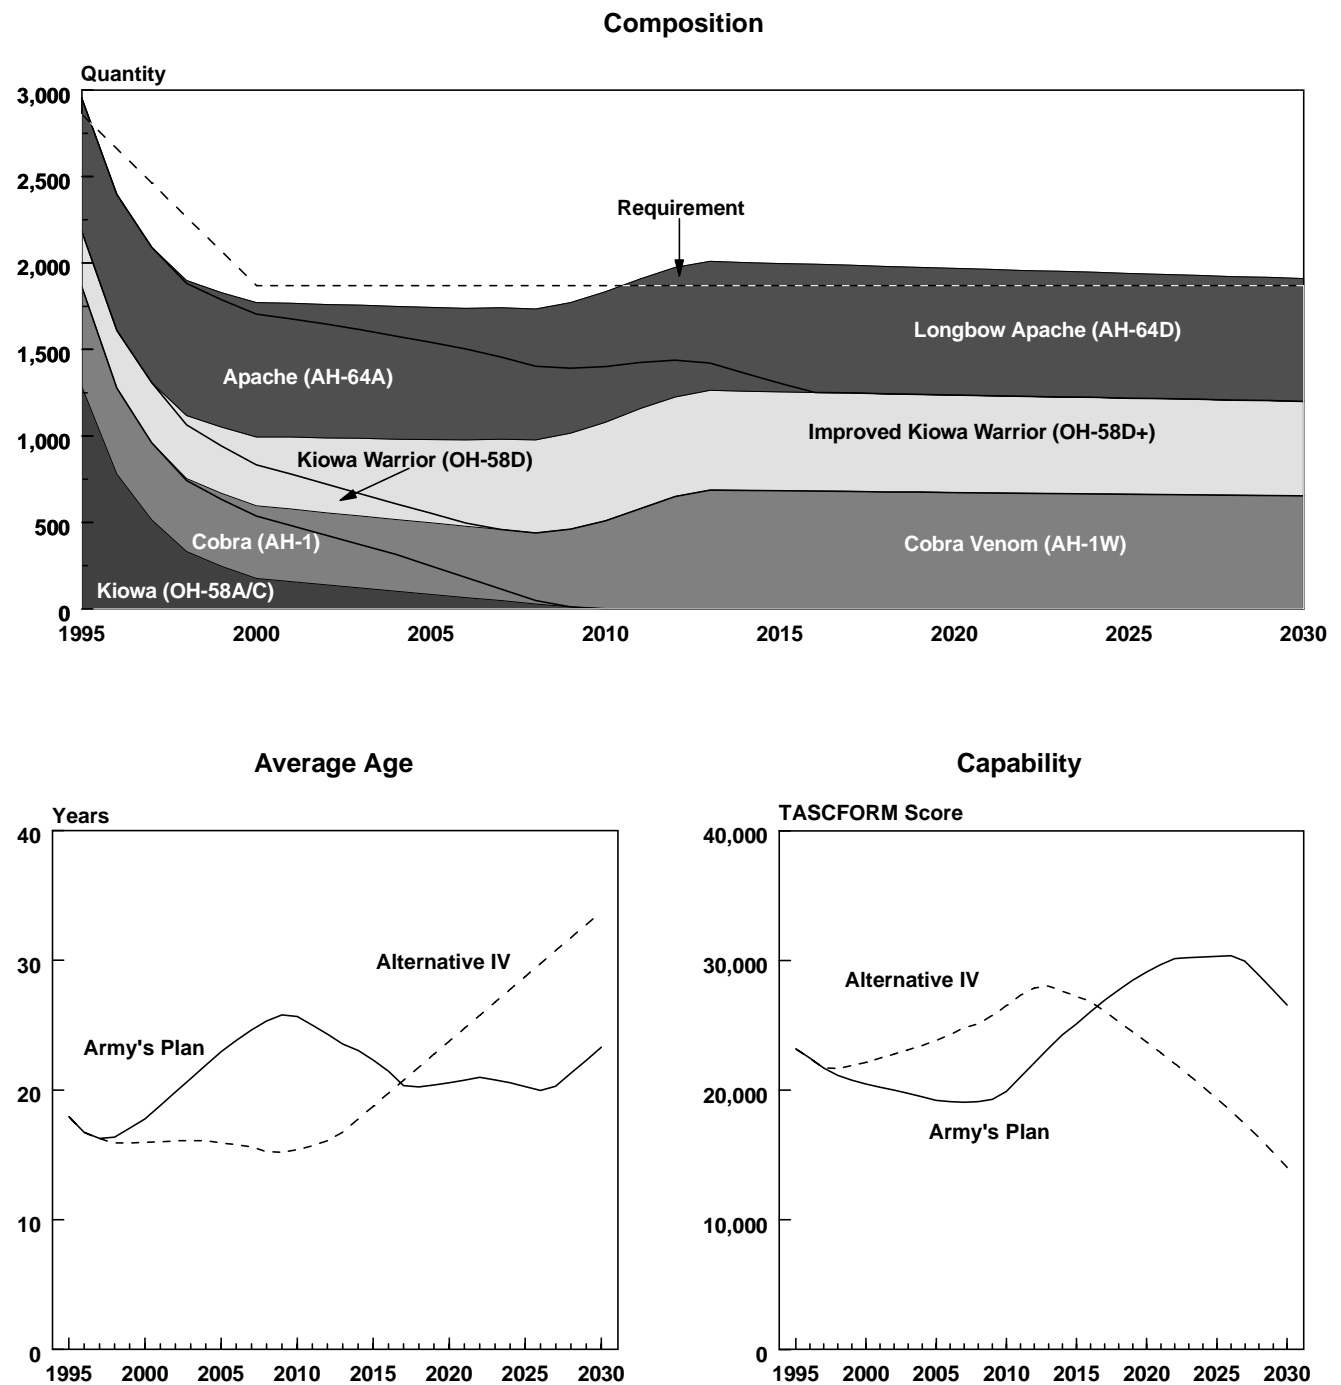 Composition
Quantity
3,000
2,500
Requirement
2,000
Longbow Apache (AH-64D)
1,500
Apache (AH-64A)
1,000
Improved Kiowa Warrior (OH-58D+)
Kiowa Warrior (OH-58D)
500
Cobra (AH-1)
Cobra Venom (AH-1W)
Kiowa (OH-58A/C)
0
1995 2000 2005 2010 2015 2020 2025 2030
Average Age
Years
40
30
Alternative IV
Army's Plan
20
10
0
1995 2000 2005 2010 2015 2020 2025 2030
Capability
TASCFORM Score
40,000
30,000
Alternative IV
20,000
Army's Plan
10,000
0
1995 2000 2005 2010 2015 2020 2025 2030